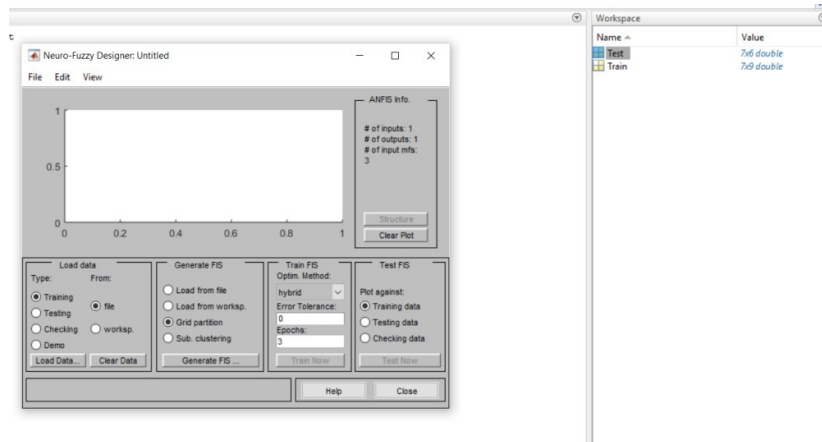 Workspace
Name
Value
Test
7x6 double
Train
7x9 double
Neuro-Fuzzy Designer: Untitled
File Edit View
1
0.5
0
0 0.2 0.4 0.6 0.8 1
ANFIS Info.
# of inputs: 1
# of outputs: 1
# of input mfs:
3
Structure
Clear Plot
Load data
Type: From:
Training
Testing
Checking
Demo
file
worksp.
Load Data... Clear Data
Generate FIS
Load from file
Load from worksp.
Grid partition
Sub. clustering
Generate FIS ...
Train FIS
Optim. Method:
hybrid
Error Tolerance:
0
Epochs:
3
Train Now
Test FIS
Plot against:
Training data
Testing data
Checking data
Test Now
Help Close